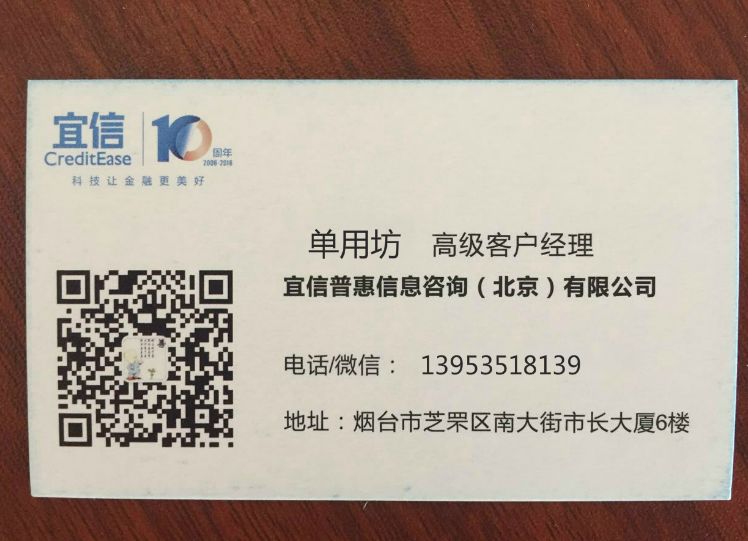 宜信
CreditEase
10
周年
2006-2016
科技让金融更美好
单用坊 高级客户经理
宜信普惠信息咨询（北京）有限公司
电话/微信： 13953518139
地址：烟台市芝罘区南大街市长大厦6楼